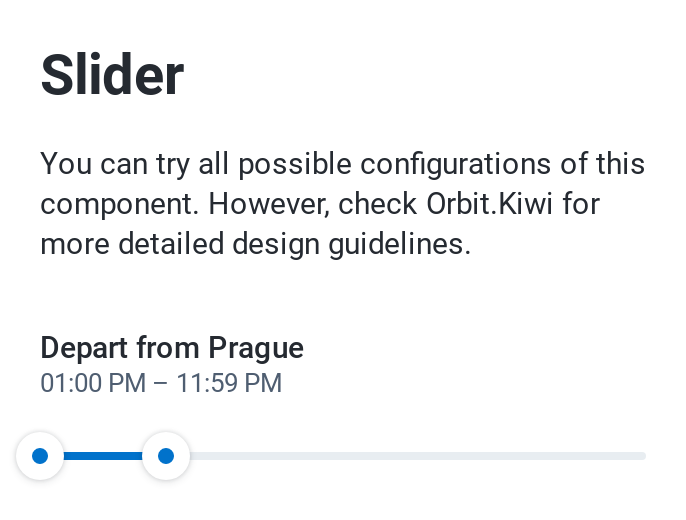 Slider
You can try all possible configurations of this
component. However, check Orbit.Kiwi for
more detailed design guidelines.
Depart from Prague
01:00 PM – 11:59 PM